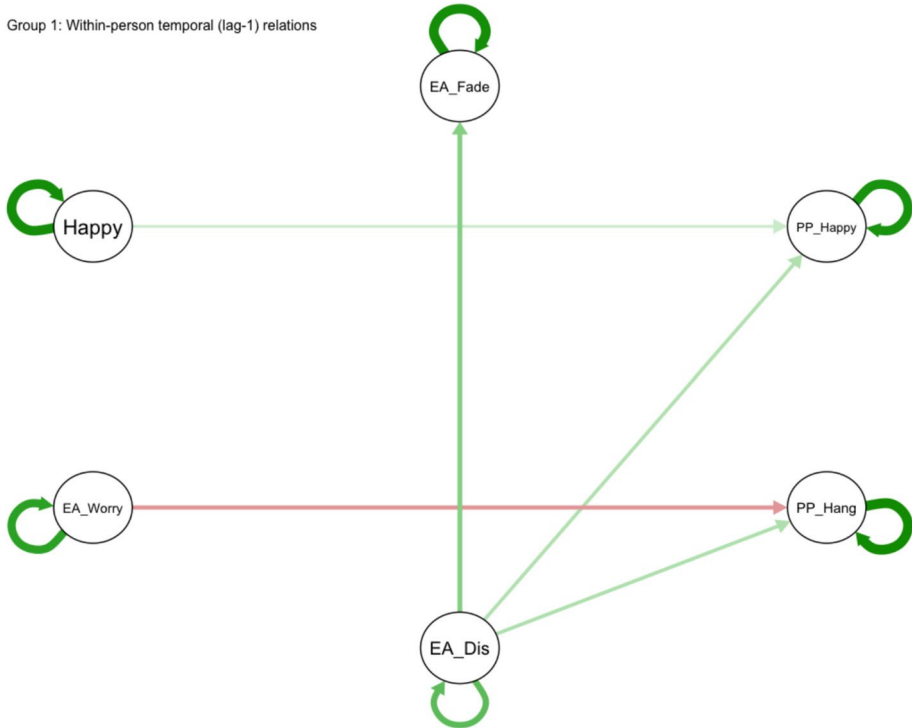 Group 1: Within-person temporal (lag-1) relations
EA_Fade
Happy
PP_Happy
EA_Worry
PP_Hang
EA_Dis